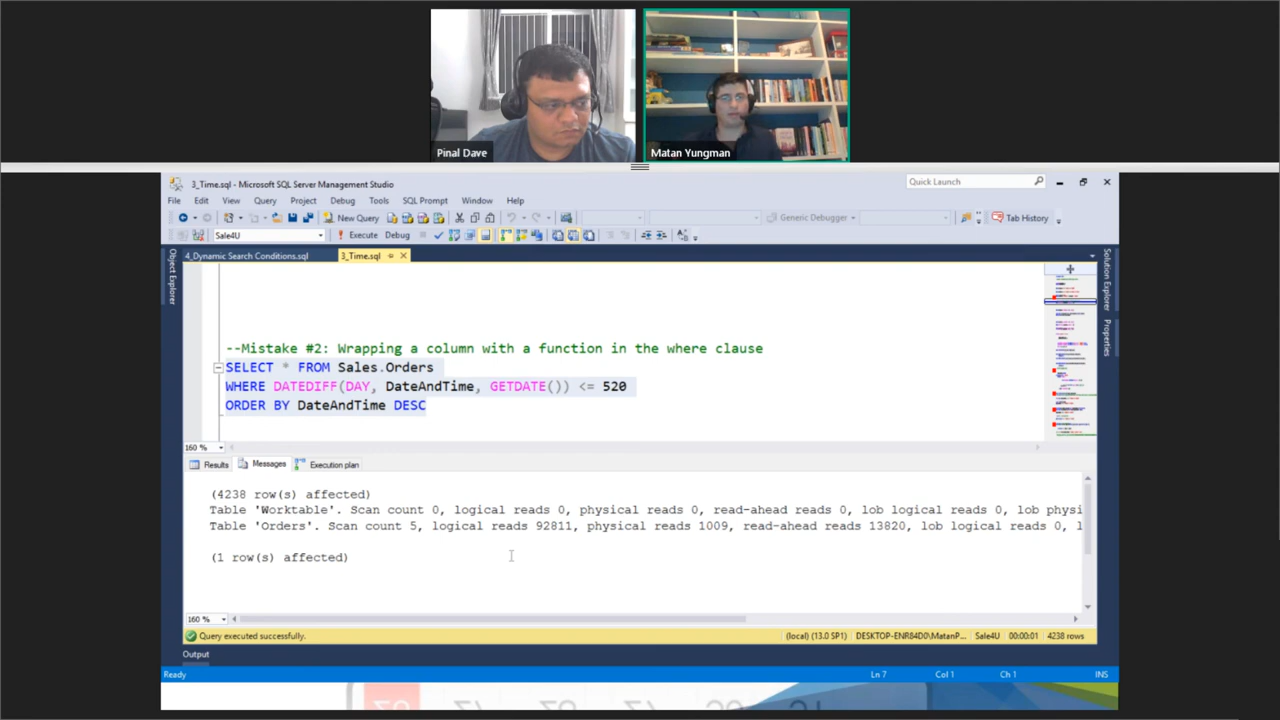 Pinal Dave
Matan Yungman
3_Time.sql - Microsoft SQL Server Management Studio
Quick Launch
File Edit View Query Project Debug Tools SQL Prompt Window Help
New Query
Generic Debugger
Tab History
Sale4U
Execute Debug
Object Explorer
4_Dynamic Search Conditions.sql
3_Time.sql
Solution Explorer
Properties
--Mistake #2: Wrapping a column with a function in the where clause
SELECT * FROM Sales.Orders
WHERE DATEDIFF(DAY, DateAndTime, GETDATE()) <= 520
ORDER BY DateAndTime DESC
160 %
Results Messages Execution plan
(4238 row(s) affected)
Table 'Worktable'. Scan count 0, logical reads 0, physical reads 0, read-ahead reads 0, lob logical reads 0, lob physi
Table 'Orders'. Scan count 5, logical reads 92811, physical reads 1009, read-ahead reads 13820, lob logical reads 0, l
(1 row(s) affected)
160 %
Query executed successfully.
(local) (13.0 SP1) DESKTOP-ENR84D0\MatanP... Sale4U 00:00:01 4238 rows
Output
Ready
Ln 7 Col 1 Ch 1 INS